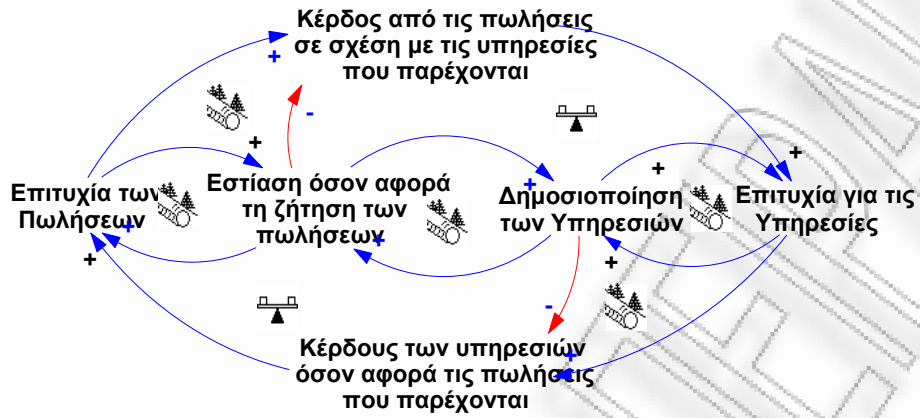 Κέρδος από τις πωλήσεις
σε σχέση με τις υπηρεσίες
που παρέχονται
+
-
+
+
+
Επιτυχία των
Πωλήσεων
+
+
Εστίαση όσον αφορά
τη ζήτηση των
πωλήσεων
+
Δημοσιοποίηση
των Υπηρεσιών
+
+
Επιτυχία για τις
Υπηρεσίες
-
Κέρδους των υπηρεσιών
όσον αφορά τις πωλήσεις
που παρέχονται
+